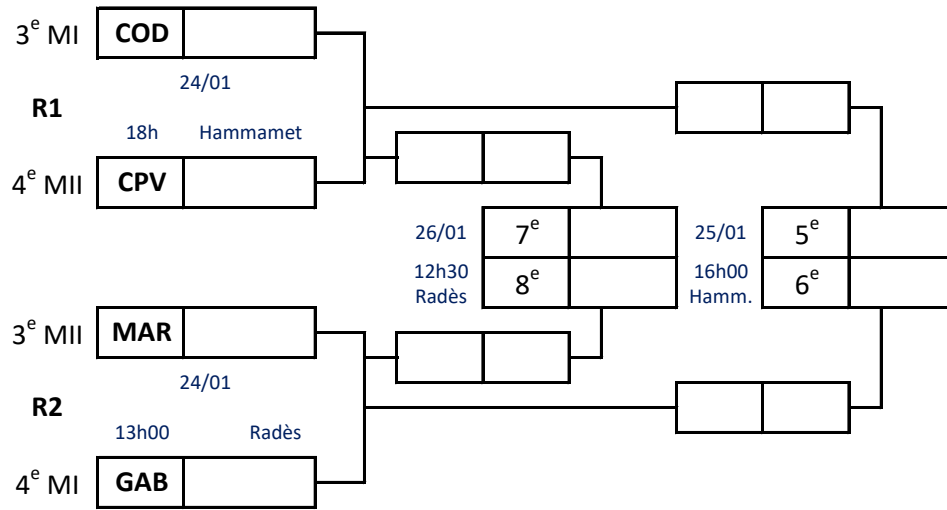 3e MI COD
24/01
R1
18h Hammamet
4e MII CPV
26/01 7e 25/01 5e
12h30 8e 16h00 6e
Radès Hamm.
3e MII MAR
24/01
R2
13h00 Radès
4e MI GAB